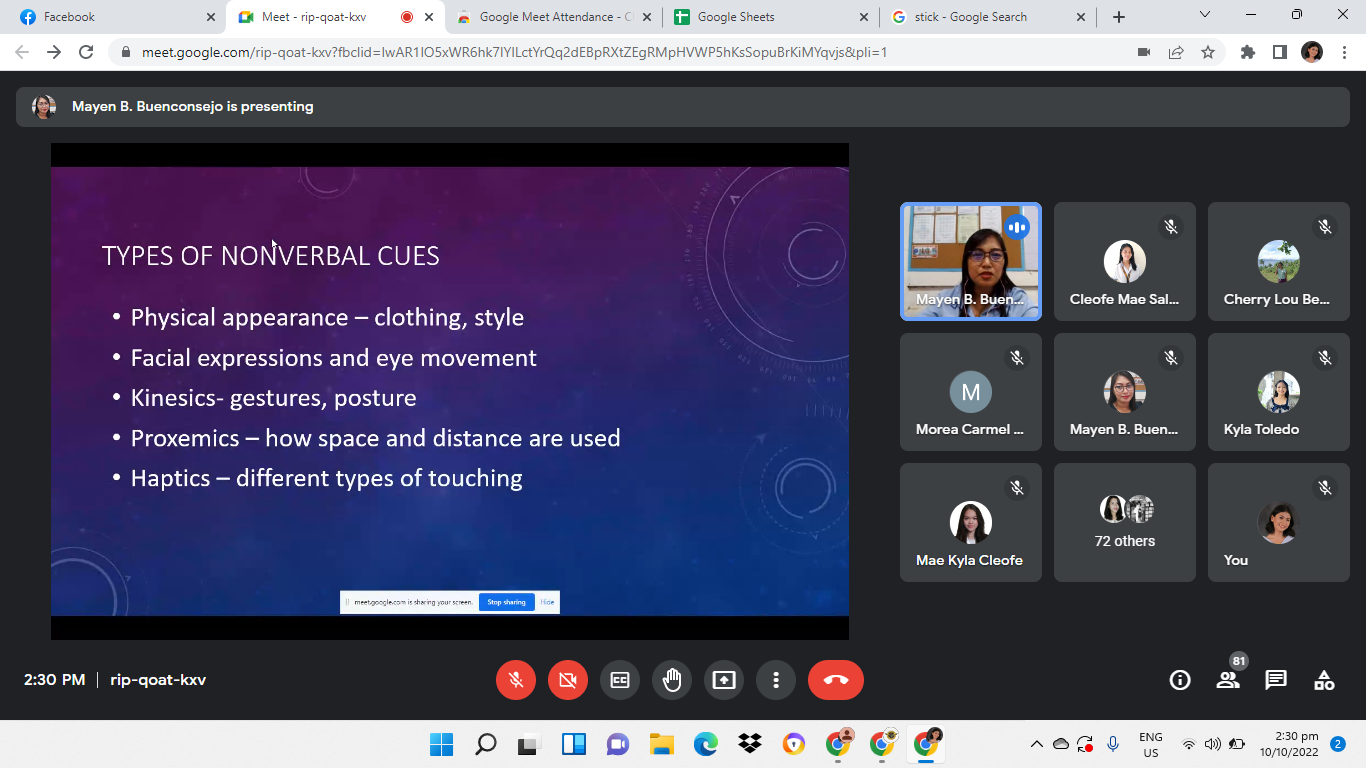 Facebook
Meet - rip-qoat-kxv
Google Meet Attendance - C
Google Sheets
stick - Google Search
meet.google.com/rip-qoat-kxv?fbclid=IwAR1IO5xWR6hk7IYILctYrQq2dEBpRXtZEgRMpHVWP5hKsSopuBrKiMYqvjs&pli=1
Mayen B. Buenconsejo is presenting
TYPES OF NONVERBAL CUES
• Physical appearance – clothing, style
• Facial expressions and eye movement
• Kinesics- gestures, posture
• Proxemics – how space and distance are used
• Haptics – different types of touching
meet.google.com is sharing your screen. Stop sharing Hide
Mayen B. Buen...
Cleofe Mae Sal...
Cherry Lou Be...
M
Morea Carmel ...
Mayen B. Buen...
Kyla Toledo
Mae Kyla Cleofe
72 others
You
2:30 PM | rip-qoat-kxv
81
ENG
US
2:30 pm
10/10/2022
2